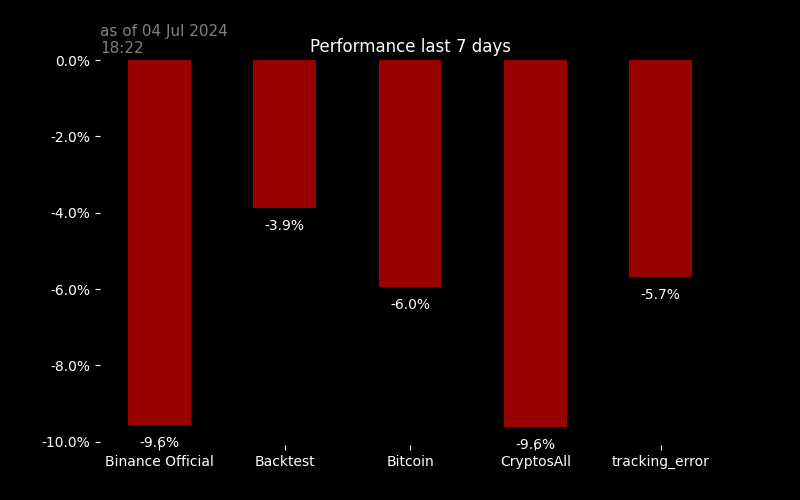 as of 04 Jul 2024
18:22
Performance last 7 days
0.0%
-2.0%
-4.0%
-6.0%
-8.0%
-10.0%
-9.6%
-3.9%
-6.0%
-9.6%
-5.7%
Binance Official
Backtest
Bitcoin
CryptosAll
tracking_error